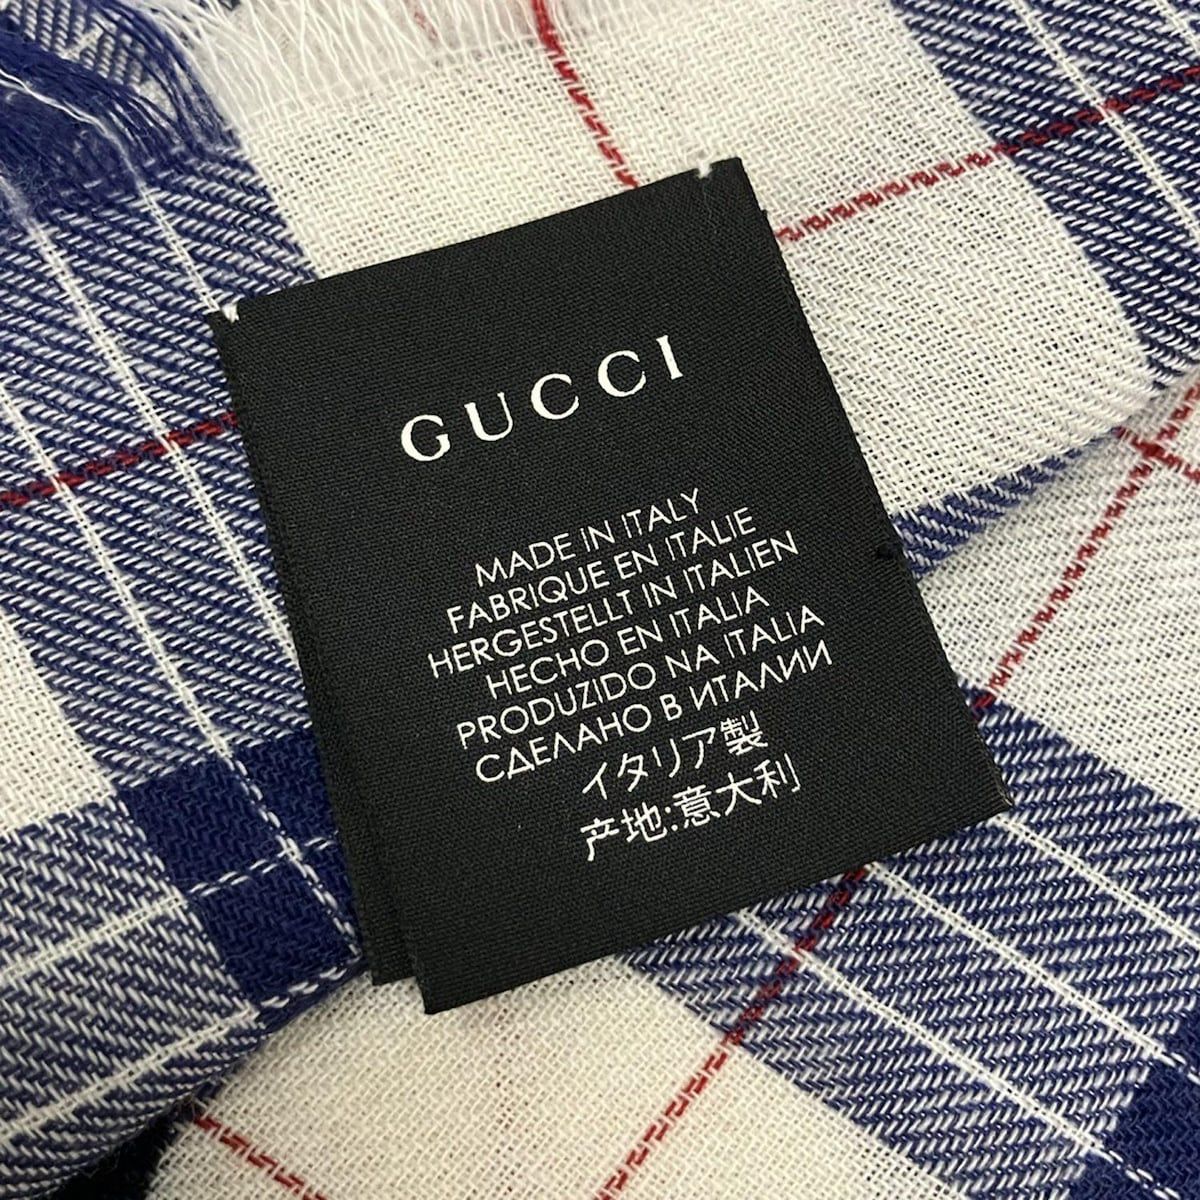 GUCCI
MADE IN ITALY
FABRIQUE EN ITALIE
HERGESTELLT IN ITALIEN
HECHO EN ITALIA
PRODUZIDO NA ITALIA
СДЕЛАНО В ИТАЛИИ
イタリア製
产地:意大利